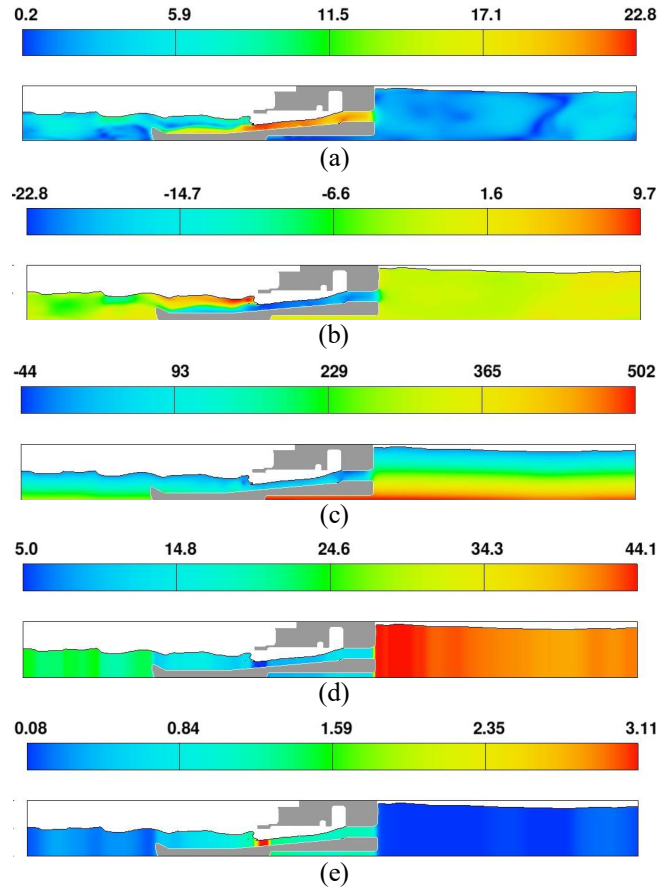 0.2 5.9 11.5 17.1 22.8
(a)
-22.8 -14.7 -6.6 1.6 9.7
(b)
-44 93 229 365 502
(c)
5.0 14.8 24.6 34.3 44.1
(d)
0.08 0.84 1.59 2.35 3.11
(e)